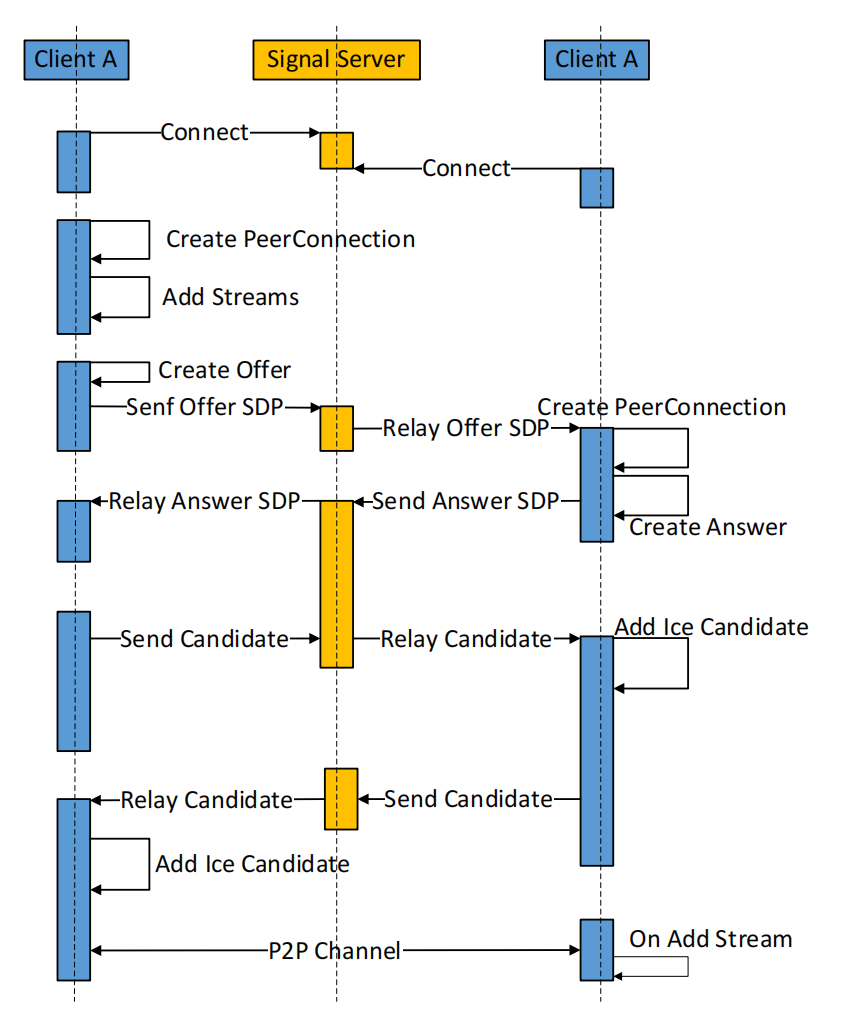 Client A
Signal Server
Client A
Connect
Connect
Create PeerConnection
Add Streams
Create Offer
Senf Offer SDP
Create PeerConnection
Relay Offer SDP
Relay Answer SDP
Send Answer SDP
Create Answer
Send Candidate
Relay Candidate
Add Ice Candidate
Relay Candidate
Send Candidate
Add Ice Candidate
On Add Stream
P2P Channel